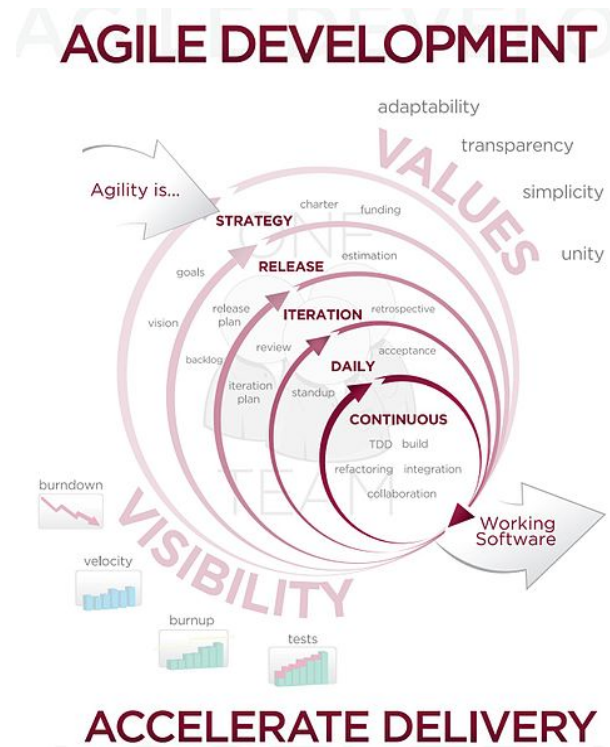 AGILE DEVELOPMENT
adaptability
VALUES
transparency
Agility is...
simplicity
charter
funding
STRATEGY
ONE
unity
estimation
RELEASE
goals
release
plan
retrospective
ITERATION
vision
review
acceptance
backlog
DAILY
iteration
plan
standup
CONTINUOUS
TDD
build
refactoring
integration
TEAM
collaboration
burndown
VISIBILITY
Working
Software
velocity
burnup
tests
ACCELERATE DELIVERY